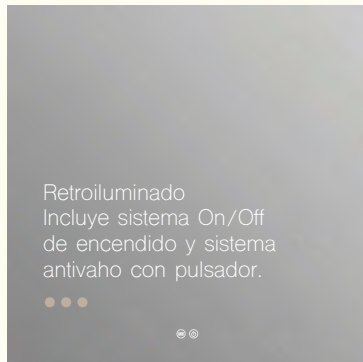 Retroiluminado
Incluye sistema On/Off
de encendido y sistema
antivaho con pulsador.